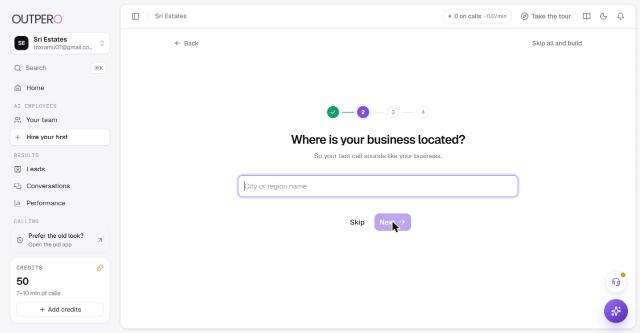 OUTPERO
SE
Sri Estates
tdxramu07@gmail.co...
Search
⌘K
Home
AI EMPLOYEES
Your team
Hire your first
RESULTS
Leads
Conversations
Performance
CALLING
Prefer the old look?
Open the old app
CREDITS
50
7–10 min of calls
+ Add credits
Sri Estates
0 on calls · 0.0/min
Take the tour
Back
Skip all and build
2
3
4
Where is your business located?
So your test call sounds like your business.
City or region name
Skip
Next